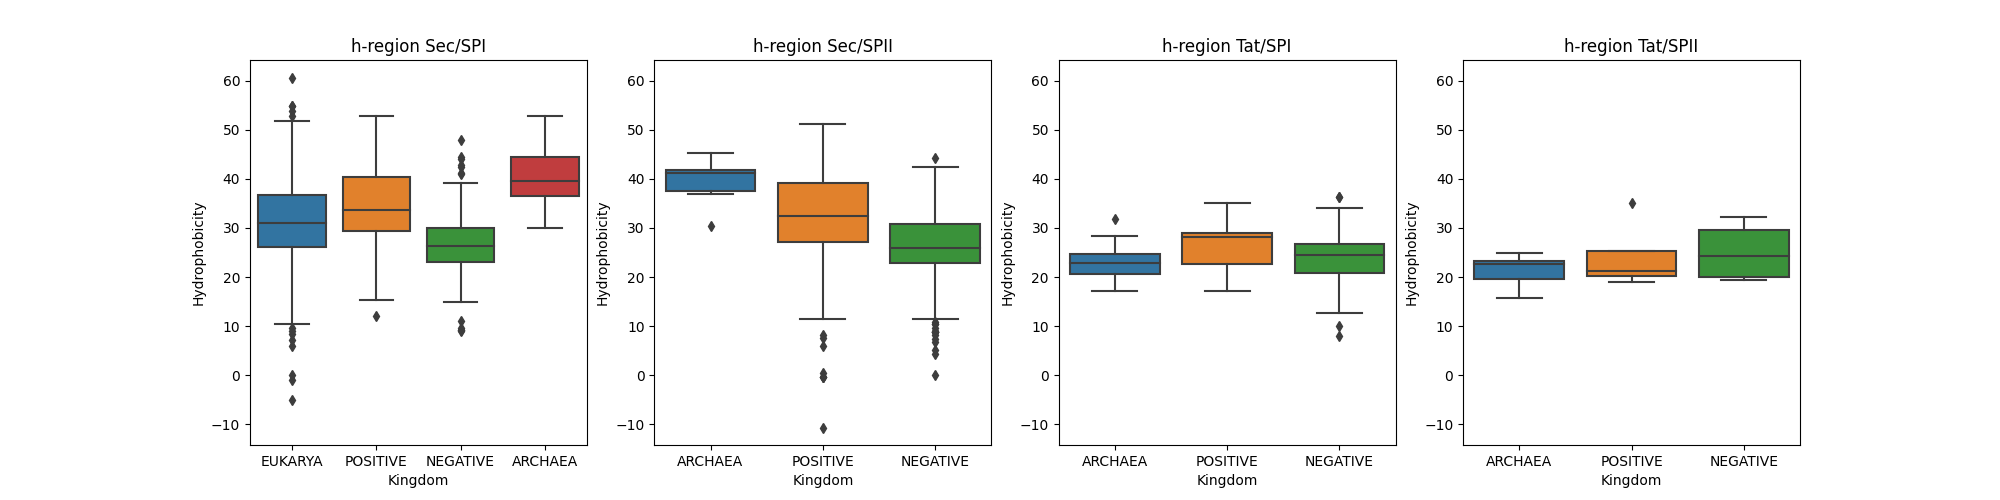 h-region Sec/SPI
60
50
40
30
20
10
0
−10
Hydrophobicity
EUKARYA POSITIVE NEGATIVE ARCHAEA
Kingdom
h-region Sec/SPII
60
50
40
30
20
10
0
−10
Hydrophobicity
ARCHAEA POSITIVE NEGATIVE
Kingdom
h-region Tat/SPI
60
50
40
30
20
10
0
−10
Hydrophobicity
ARCHAEA POSITIVE NEGATIVE
Kingdom
h-region Tat/SPII
60
50
40
30
20
10
0
−10
Hydrophobicity
ARCHAEA POSITIVE NEGATIVE
Kingdom